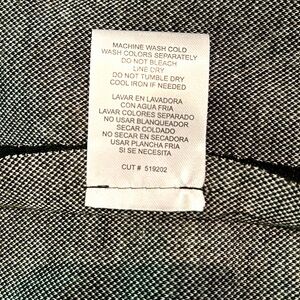 MACHINE WASH COLD
WASH COLORS SEPARATELY
DO NOT BLEACH
LINE DRY
DO NOT TUMBLE DRY
COOL IRON IF NEEDED
LAVAR EN LAVADORA
CON AGUA FRIA
LAVAR COLORES SEPARADO
NO USAR BLANQUEADOR
SECAR COLDADO
NO SECAR EN SECADORA
USAR PLANCHA FRIA
SI SE NECESITA
CUT # 519202